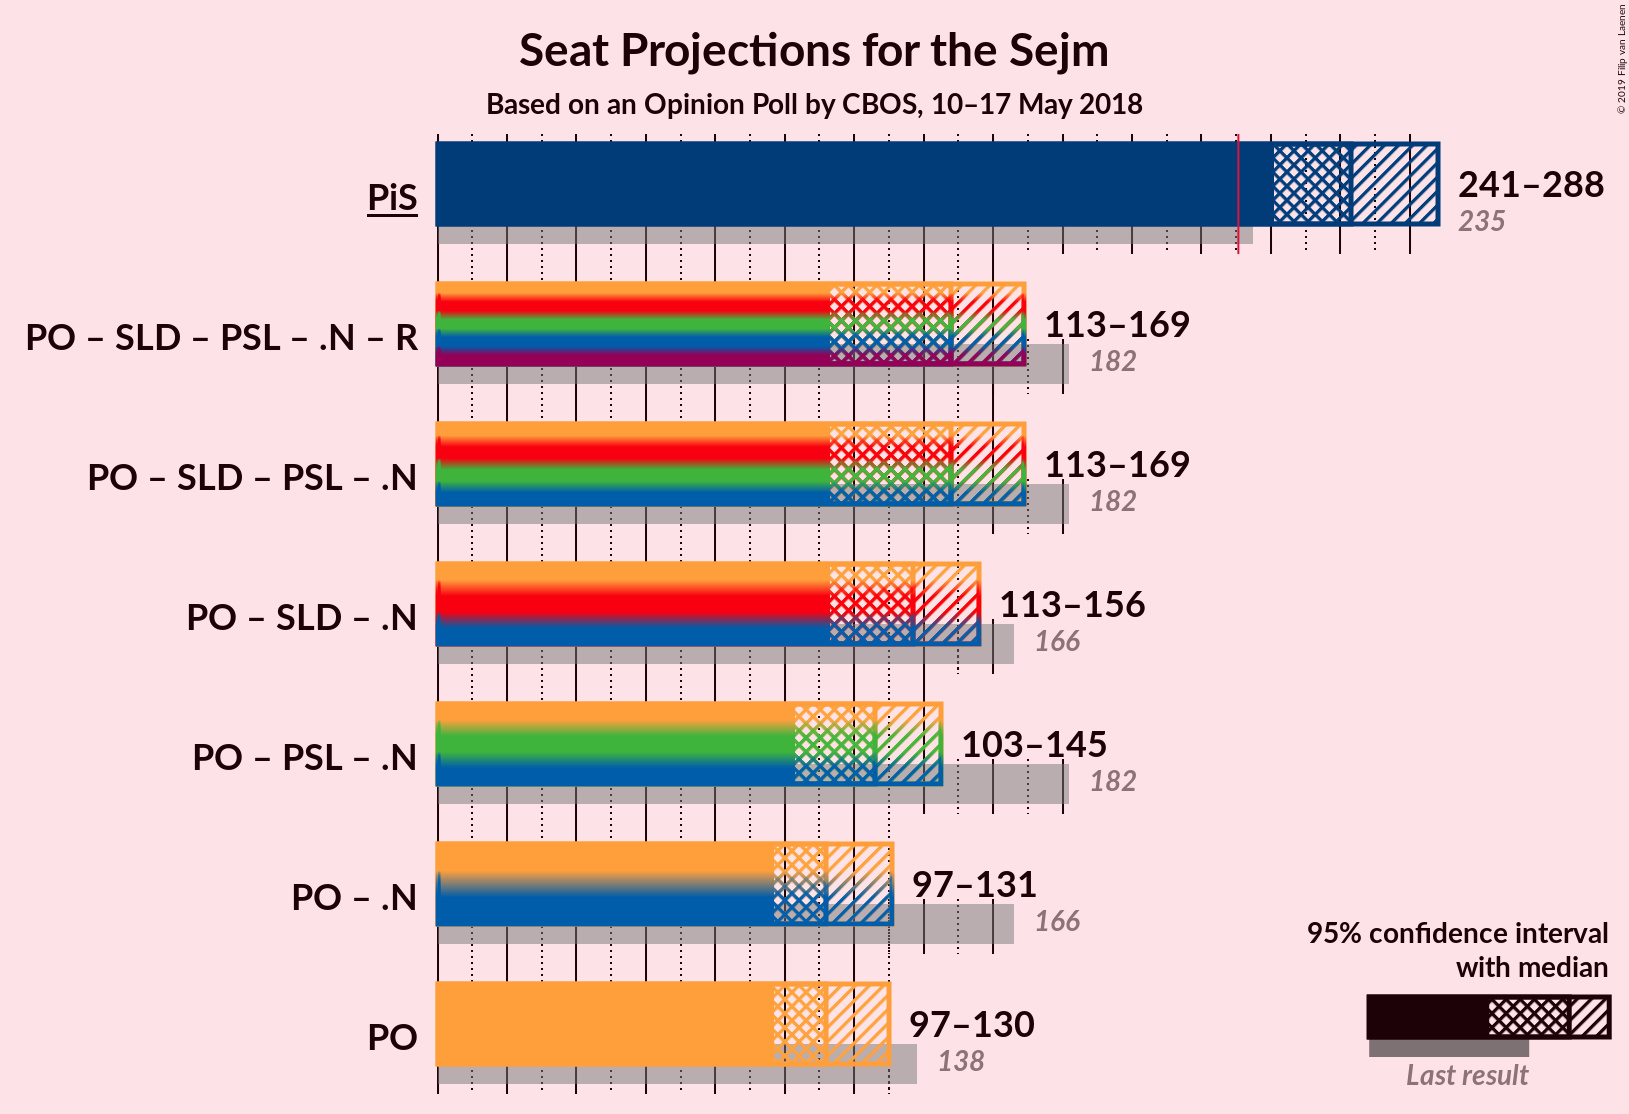 Seat Projections for the Sejm
Based on an Opinion Poll by CBOS, 10–17 May 2018
© 2019 Filip van Laenen
PiS
241–288
235
PO – SLD – PSL – .N – R
113–169
182
PO – SLD – PSL – .N
113–169
182
PO – SLD – .N
113–156
166
PO – PSL – .N
103–145
182
PO – .N
97–131
166
PO
97–130
138
95% confidence interval
with median
Last result